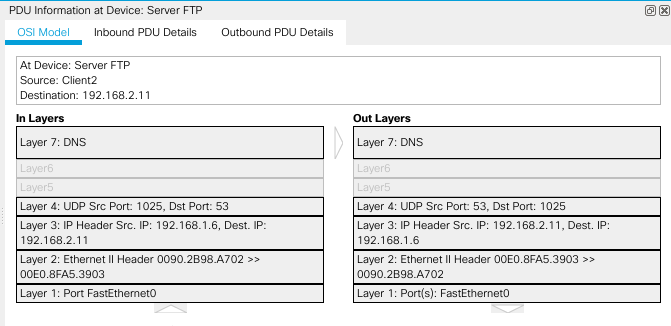 PDU Information at Device: Server FTP
OSI Model Inbound PDU Details Outbound PDU Details
At Device: Server FTP
Source: Client2
Destination: 192.168.2.11
In Layers
Layer 7: DNS
Layer6
Layer5
Layer 4: UDP Src Port: 1025, Dst Port: 53
Layer 3: IP Header Src. IP: 192.168.1.6, Dest. IP:
192.168.2.11
Layer 2: Ethernet II Header 0090.2B98.A702 >>
00E0.8FA5.3903
Layer 1: Port FastEthernet0
Out Layers
Layer 7: DNS
Layer6
Layer5
Layer 4: UDP Src Port: 53, Dst Port: 1025
Layer 3: IP Header Src. IP: 192.168.2.11, Dest. IP:
192.168.1.6
Layer 2: Ethernet II Header 00E0.8FA5.3903 >>
0090.2B98.A702
Layer 1: Port(s): FastEthernet0